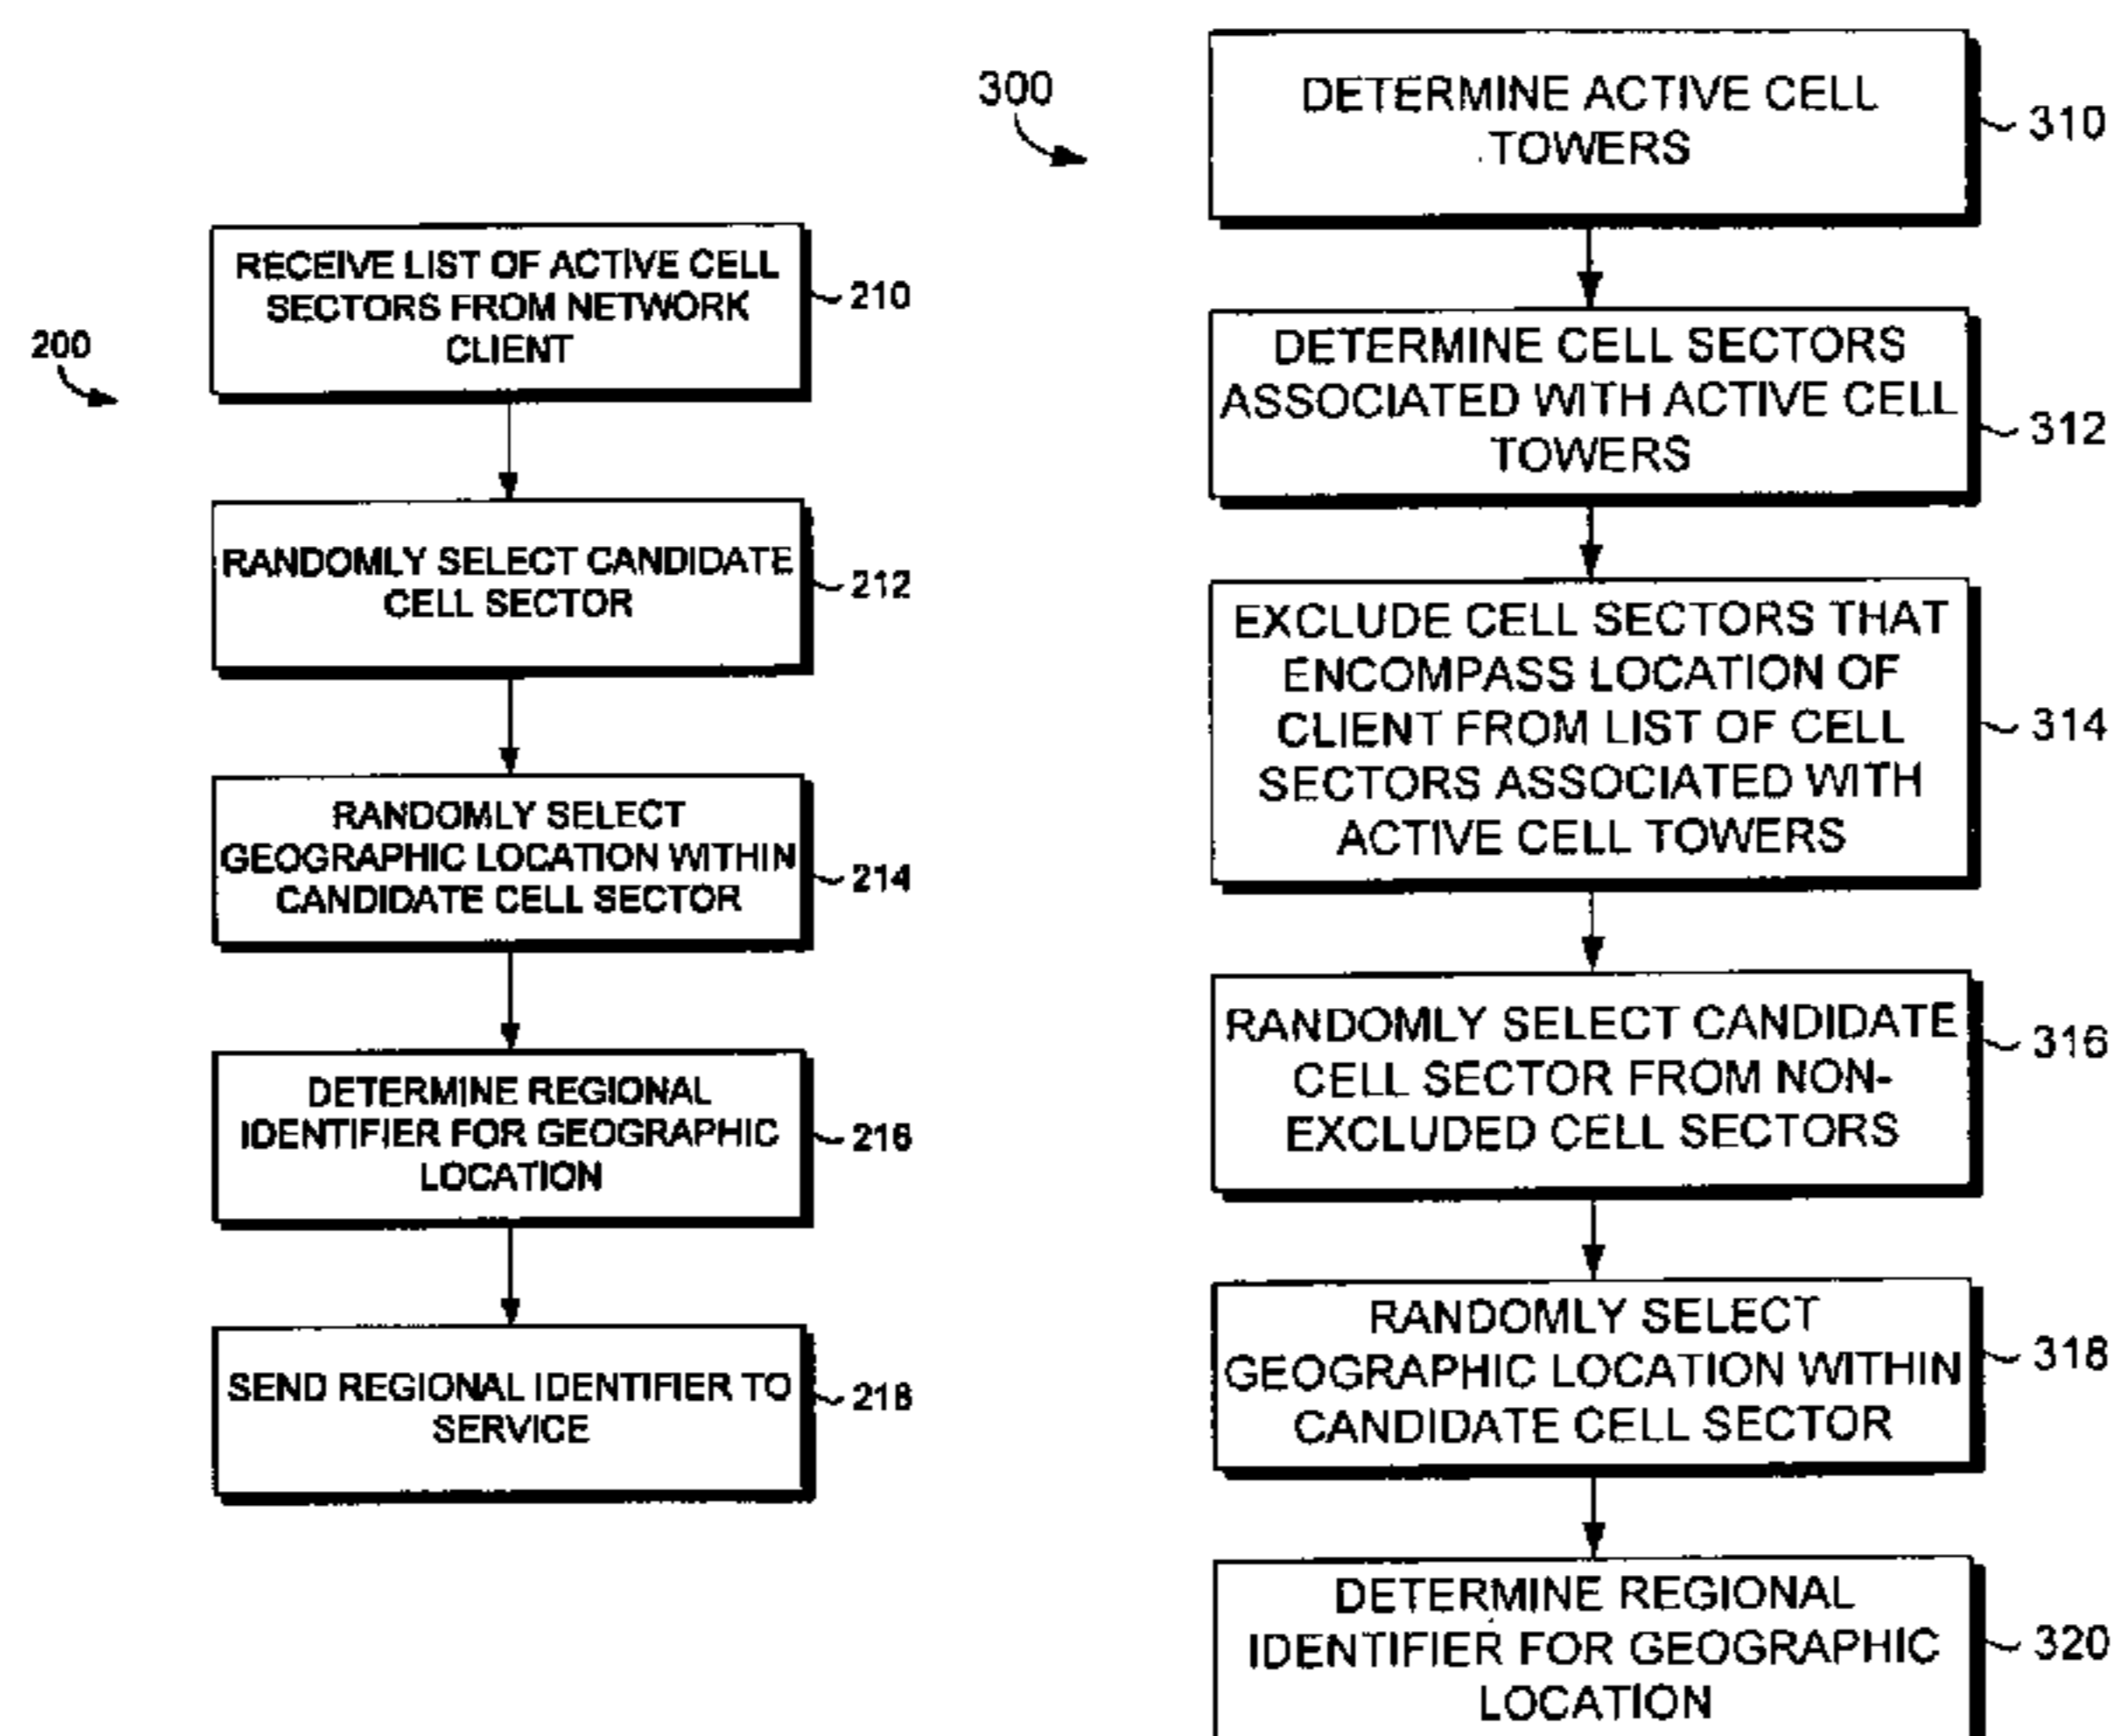 200
RECEIVE LIST OF ACTIVE CELL
SECTORS FROM NETWORK
CLIENT
210
RANDOMLY SELECT CANDIDATE
CELL SECTOR
212
RANDOMLY SELECT
GEOGRAPHIC LOCATION WITHIN
CANDIDATE CELL SECTOR
214
DETERMINE REGIONAL
IDENTIFIER FOR GEOGRAPHIC
LOCATION
216
SEND REGIONAL IDENTIFIER TO
SERVICE
218
300
DETERMINE ACTIVE CELL
TOWERS
310
DETERMINE CELL SECTORS
ASSOCIATED WITH ACTIVE CELL
TOWERS
312
EXCLUDE CELL SECTORS THAT
ENCOMPASS LOCATION OF
CLIENT FROM LIST OF CELL
SECTORS ASSOCIATED WITH
ACTIVE CELL TOWERS
314
RANDOMLY SELECT CANDIDATE
CELL SECTOR FROM NON-
EXCLUDED CELL SECTORS
316
RANDOMLY SELECT
GEOGRAPHIC LOCATION WITHIN
CANDIDATE CELL SECTOR
318
DETERMINE REGIONAL
IDENTIFIER FOR GEOGRAPHIC
LOCATION
320